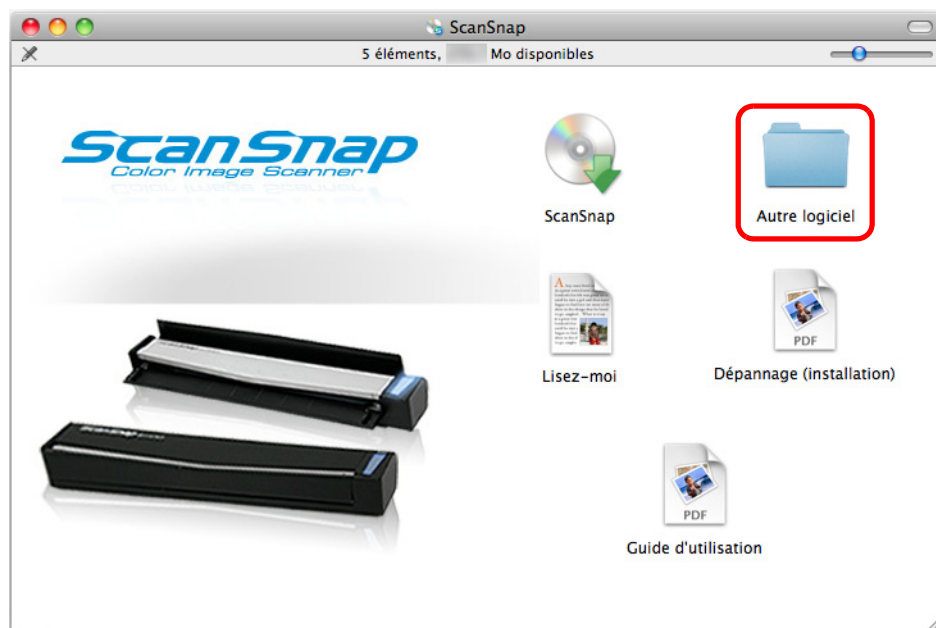 ScanSnap
5 éléments, Mo disponibles
ScanSnap
Color Image Scanner
ScanSnap
Autre logiciel
PDF
Lisez-moi
Dépannage (installation)
PDF
Guide d'utilisation